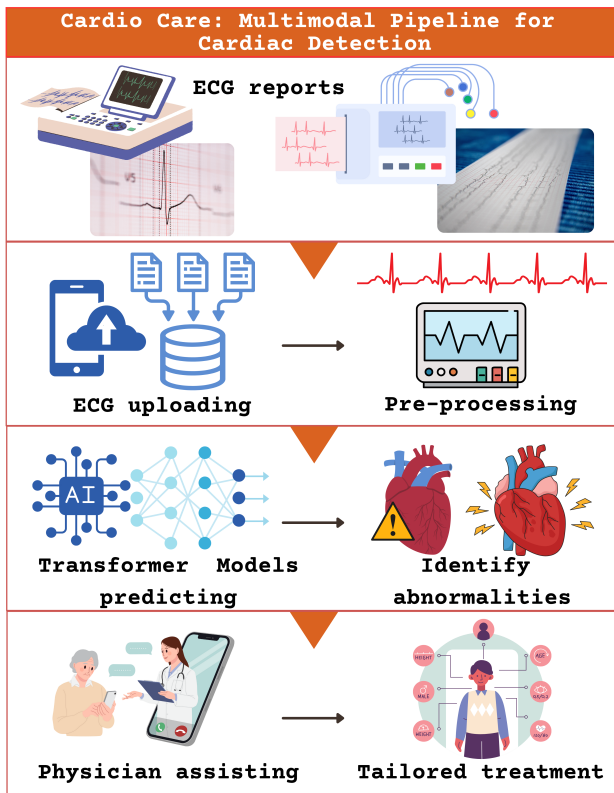 Cardio Care: Multimodal Pipeline for
Cardiac Detection
ECG reports
ECG uploading
Pre-processing
AI
Transformer Models
predicting
Identify
abnormalities
Physician assisting
Tailored treatment